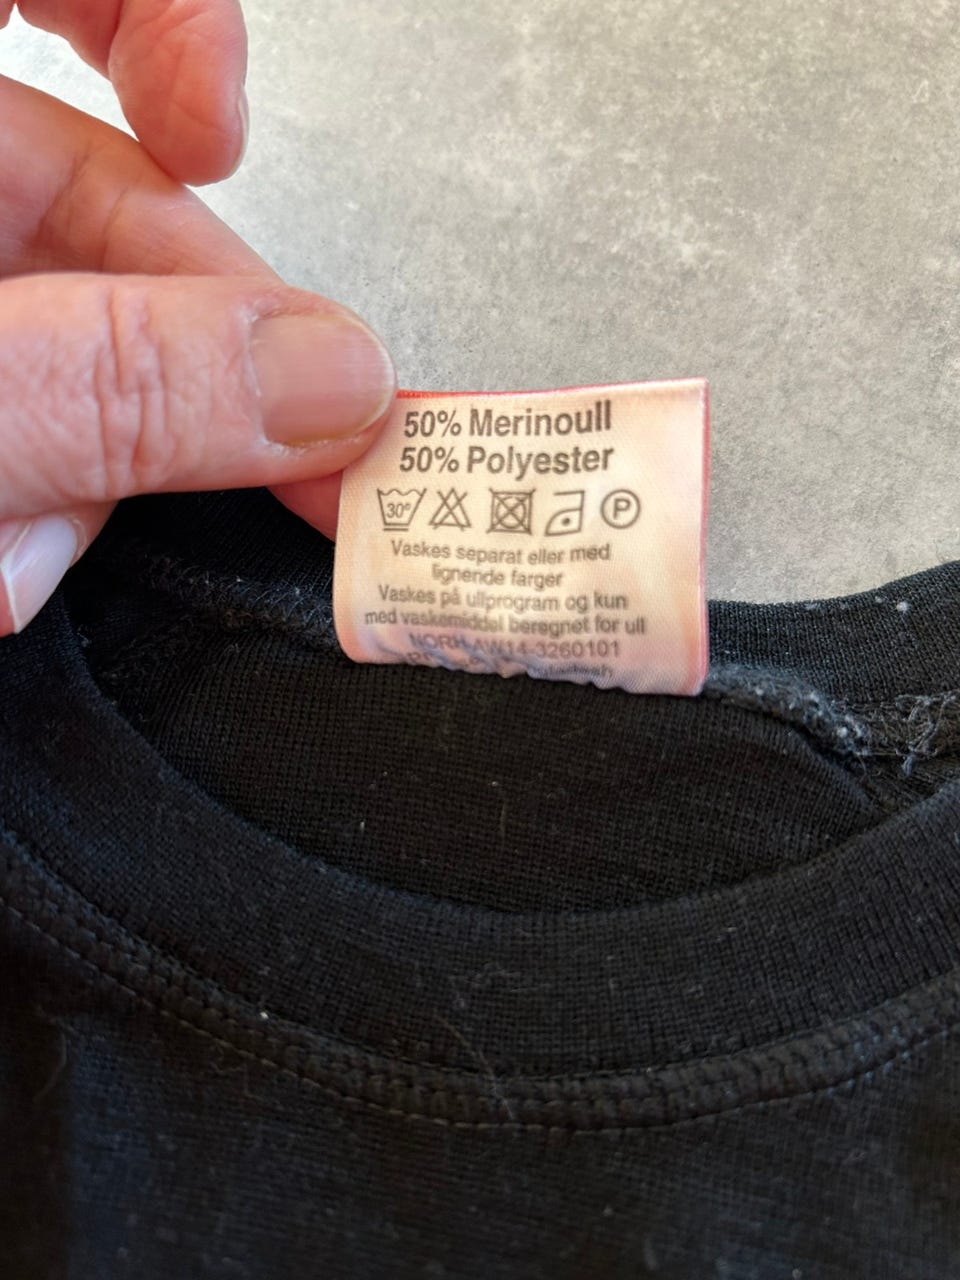 50% Merinoull
50% Polyester
30°
P
Vaskes separat eller med
lignende farger
Vaskes på ullprogram og kun
med vaskemiddel beregnet for ull
NORH-AW14-3260101